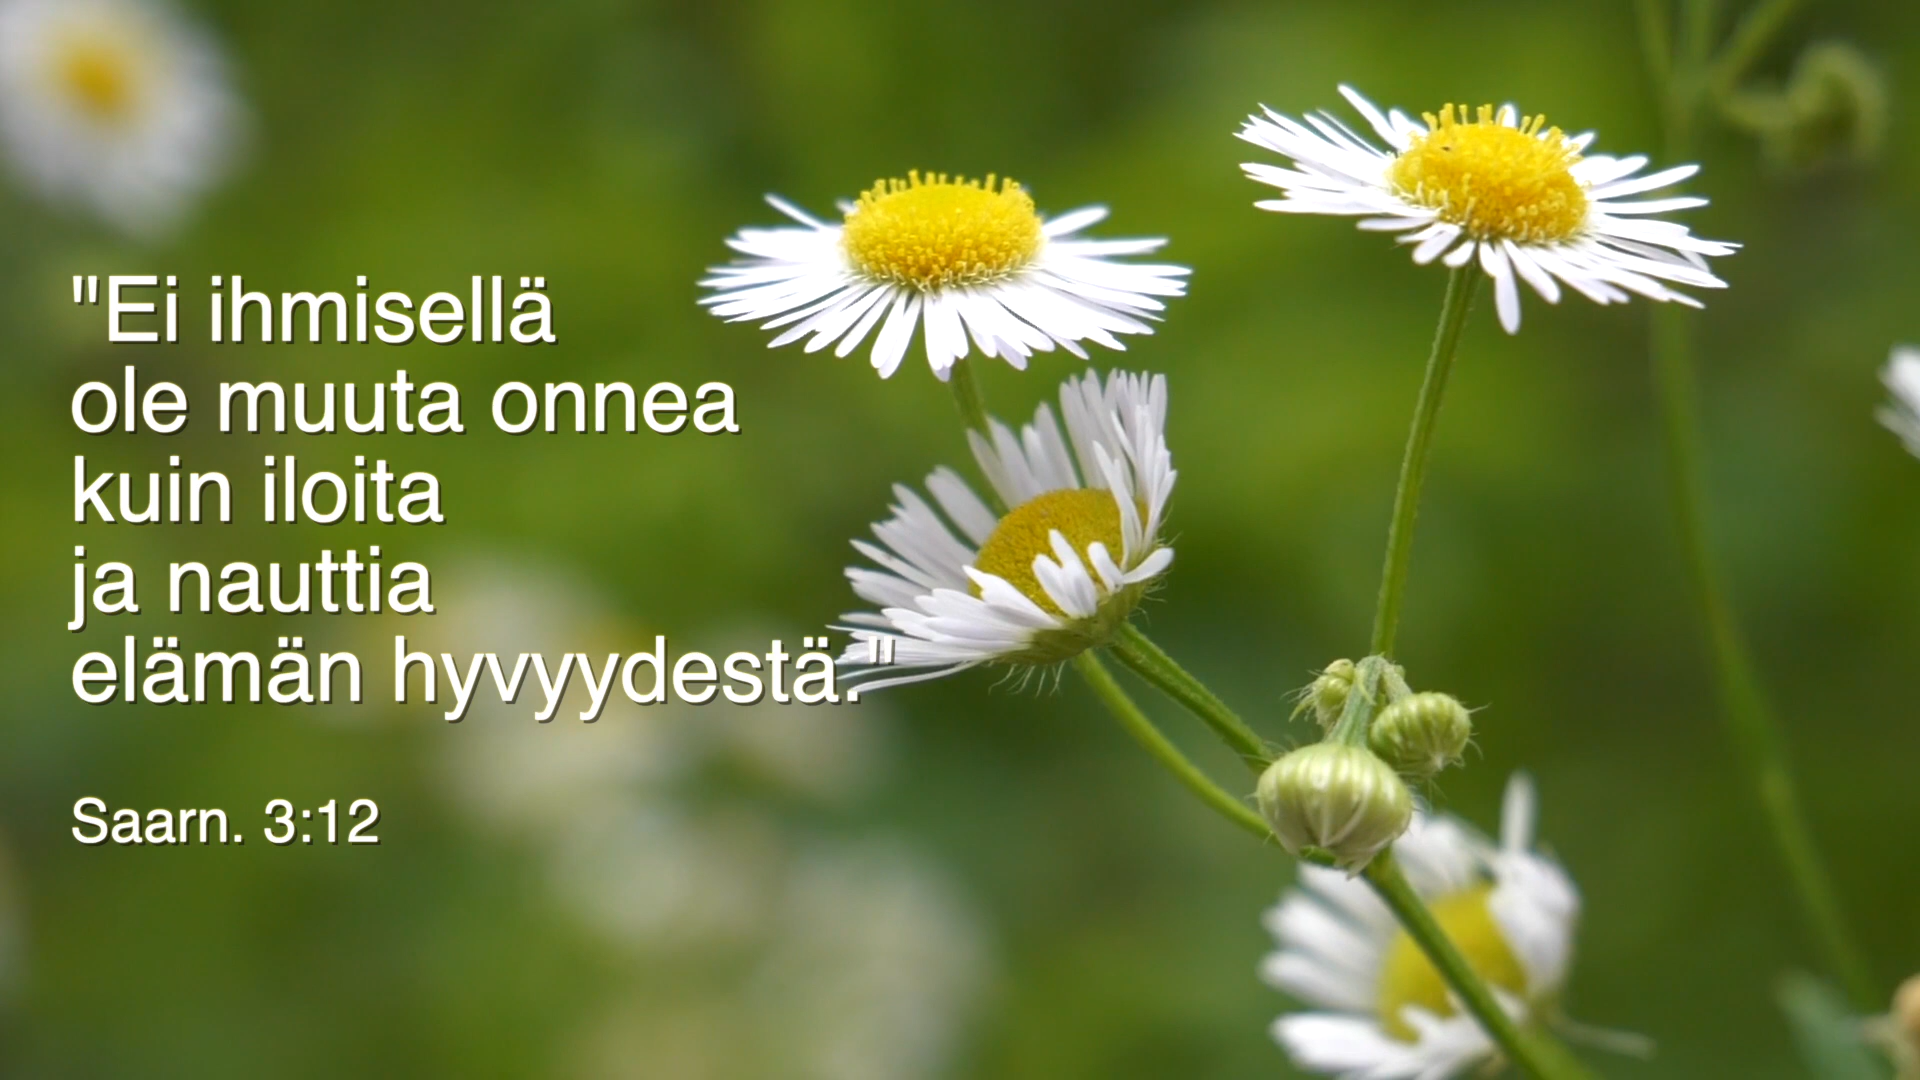 "Ei ihmisellä
ole muuta onnea
kuin iloita
ja nauttia
elämän hyvyydestä."
Saarn. 3:12